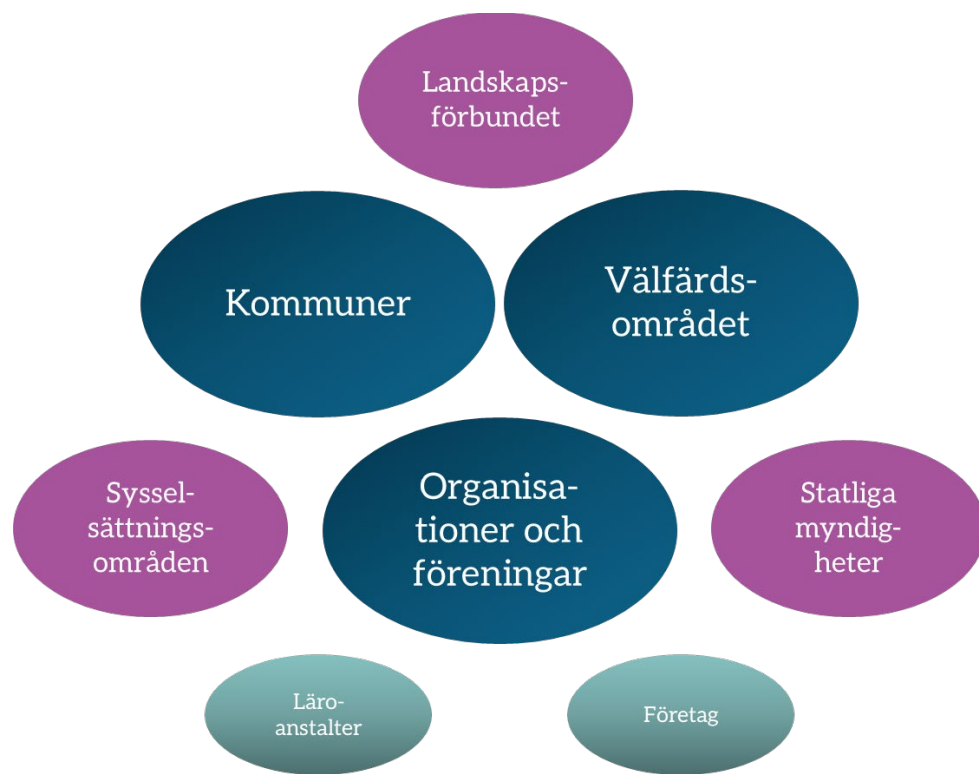 Landskaps-
förbundet
Kommuner
Välfärds-
området
Syssel-
sättnings-
områden
Organisa-
tioner och
föreningar
Statliga
myndig-
heter
Läro-
anstalter
Företag